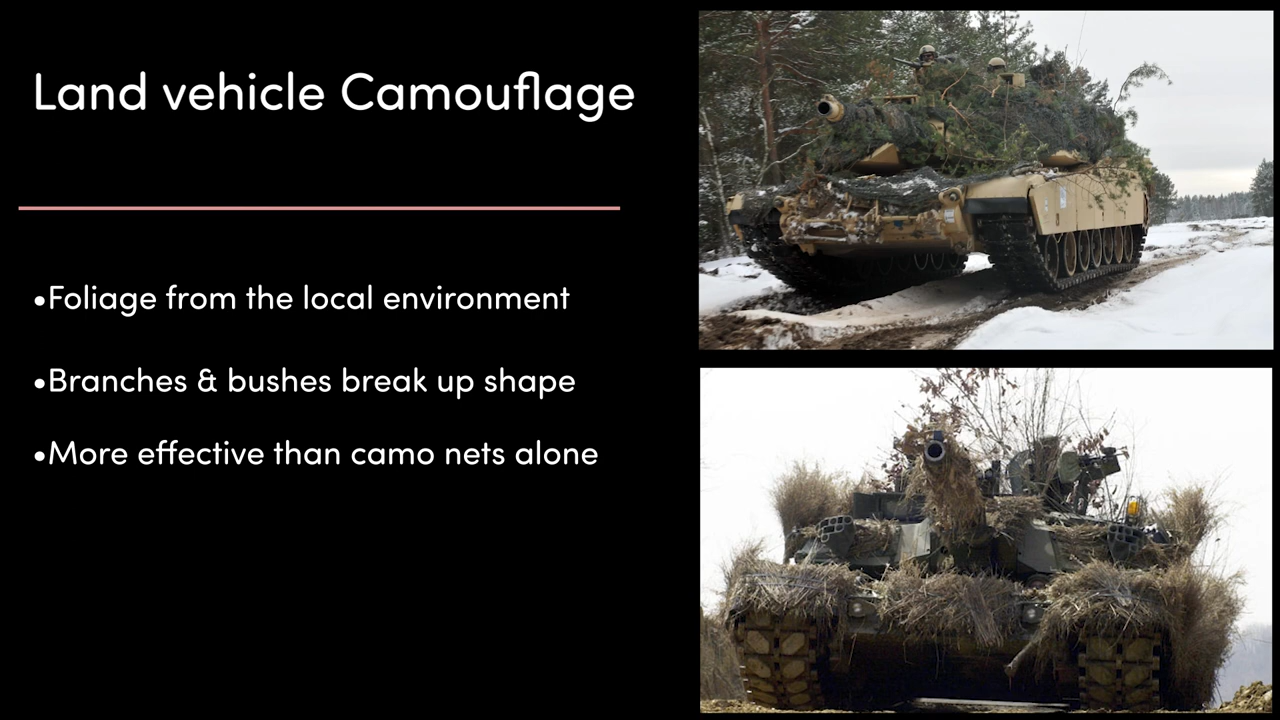 Land vehicle Camouflage
•Foliage from the local environment
•Branches & bushes break up shape
•More effective than camo nets alone